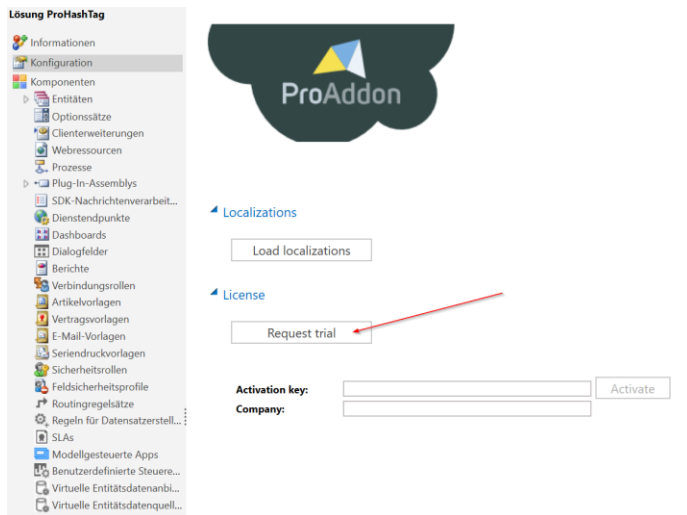 Lösung ProHashTag
Informationen
Konfiguration
Komponenten
Entitäten
Optionssätze
Clienterweiterungen
Webressourcen
Prozesse
Plug-In-Assemblys
SDK-Nachrichtenverarbeit...
Dienstendpunkte
Dashboards
Dialogfelder
Berichte
Verbindungsrollen
Artikelvorlagen
Vertragsvorlagen
E-Mail-Vorlagen
Seriendruckvorlagen
Sicherheitsrollen
Feldsicherheitsprofile
Routingregelsätze
Regeln für Datensatzerstell...
SLAs
Modellgesteuerte Apps
Benutzerdefinierte Steuere...
Virtuelle Entitätsdatenanbi...
Virtuelle Entitätsdatenquell...
ProAddon
Localizations
Load localizations
License
Request trial
Activation key:
Activate
Company: